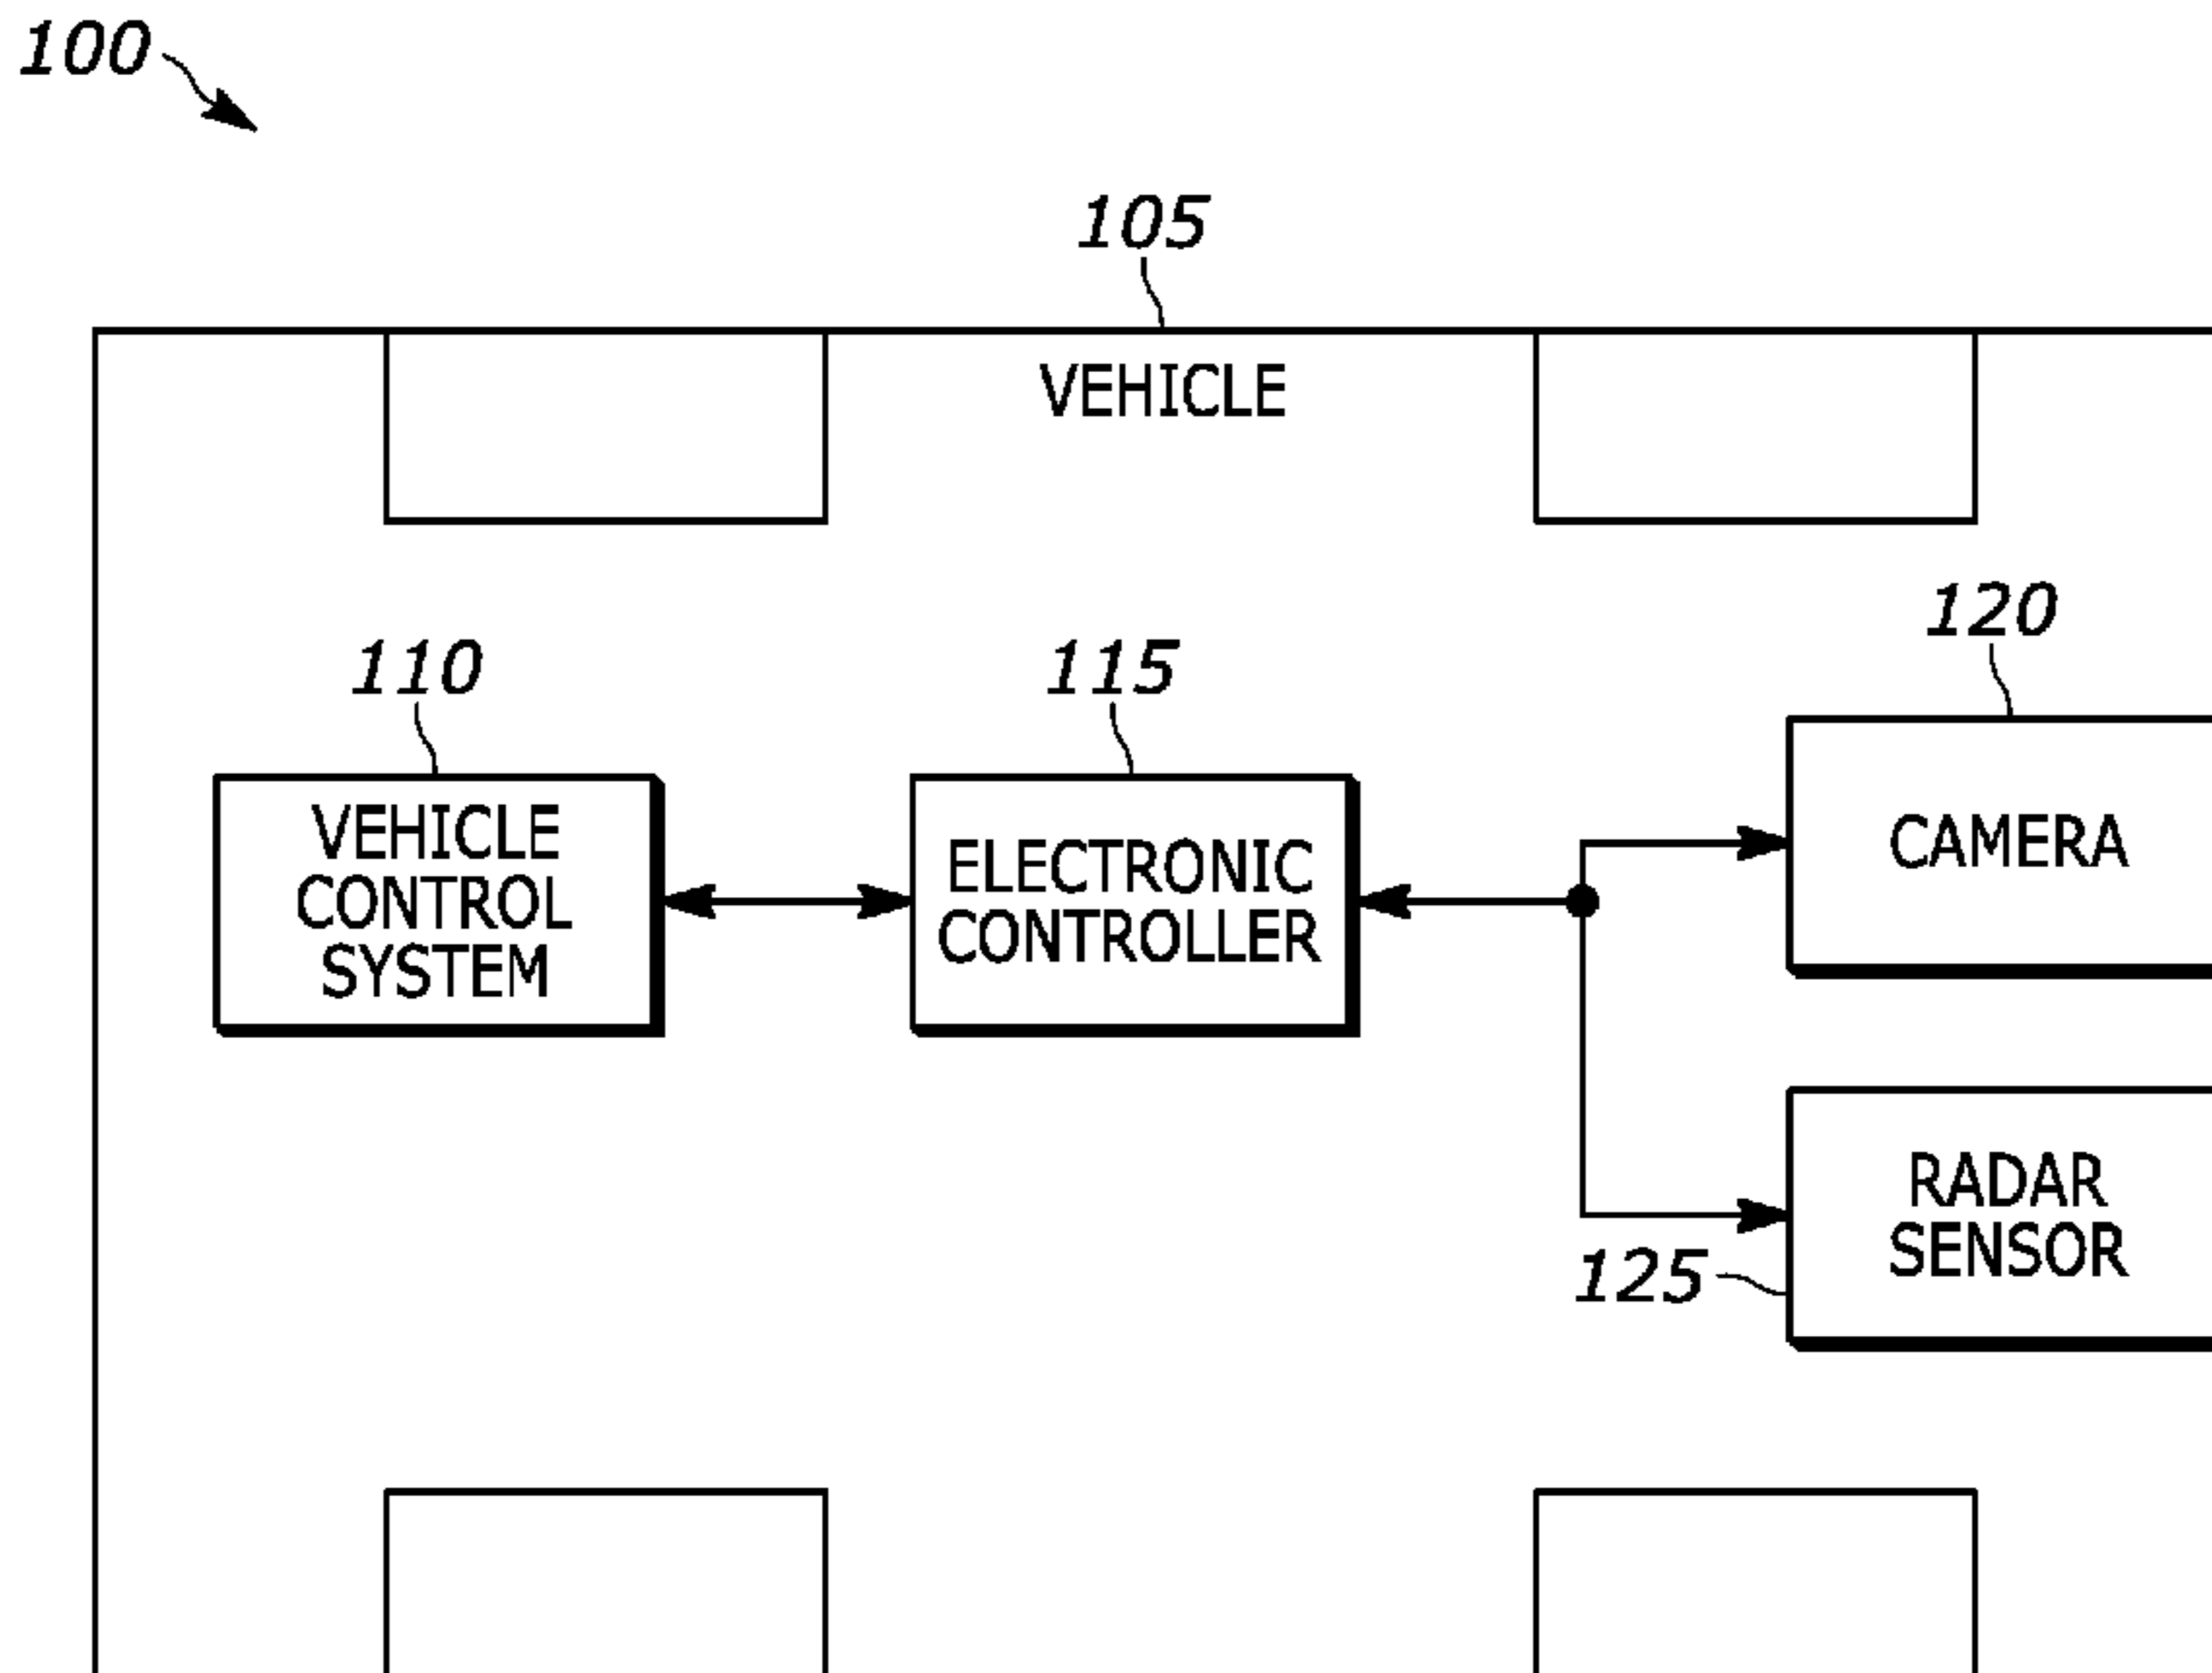 100
105
VEHICLE
110
115
120
VEHICLE
CONTROL
SYSTEM
ELECTRONIC
CONTROLLER
CAMERA
RADAR
SENSOR
125